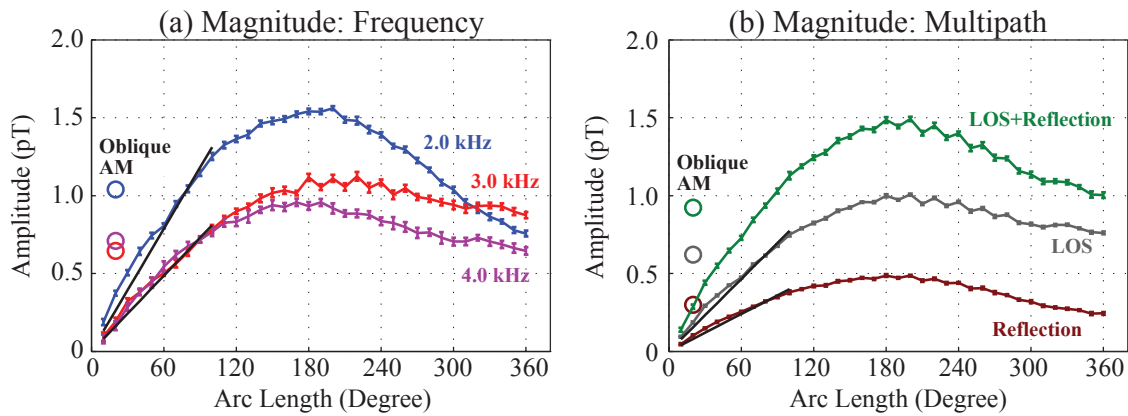 (a) Magnitude: Frequency
2.0
1.5
1.0
0.5
0
Amplitude (pT)
Oblique
AM
2.0 kHz
3.0 kHz
4.0 kHz
0 60 120 180 240 300 360
Arc Length (Degree)
(b) Magnitude: Multipath
2.0
1.5
1.0
0.5
0
Amplitude (pT)
Oblique
AM
LOS+Reflection
LOS
Reflection
0 60 120 180 240 300 360
Arc Length (Degree)